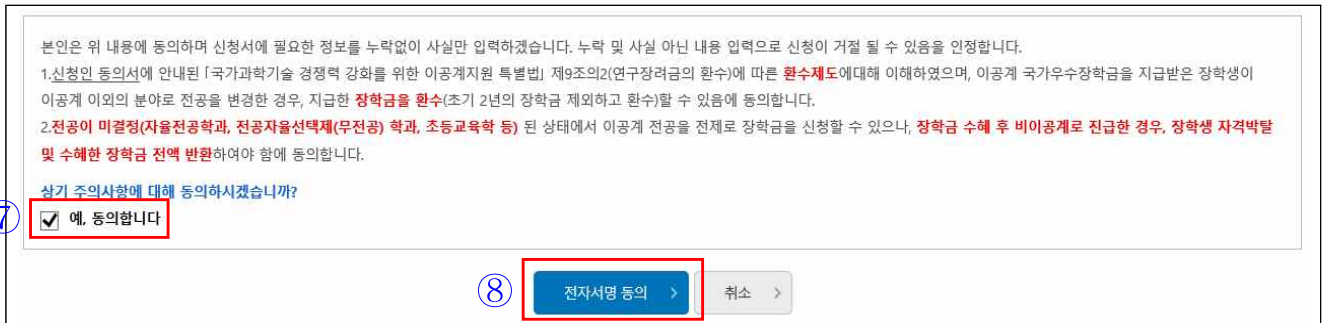 본인은 위 내용에 동의하며 신청서에 필요한 정보를 누락없이 사실만 입력하겠습니다. 누락 및 사실 아닌 내용 입력으로 신청이 거절 될 수 있음을 인정합니다.
1.신청인 동의서에 안내된 「국가과학기술 경쟁력 강화를 위한 이공계지원 특별법」 제9조의2(연구장려금의 환수)에 따른 환수제도에대해 이해하였으며, 이공계 국가우수장학금을 지급받은 장학생이
이공계 이외의 분야로 전공을 변경한 경우, 지급한 장학금을 환수(초기 2년의 장학금 제외하고 환수)할 수 있음에 동의합니다.
2.전공이 미결정(자율전공학과, 전공자율선택제(무전공) 학과, 초등교육학 등) 된 상태에서 이공계 전공을 전제로 장학금을 신청할 수 있으나, 장학금 수혜 후 비이공계로 진급한 경우, 장학생 자격박탈
및 수혜한 장학금 전액 반환하여야 함에 동의합니다.
상기 주의사항에 대해 동의하시겠습니까?
⑦ 예, 동의합니다
⑧ 전자서명 동의 > 취소 >